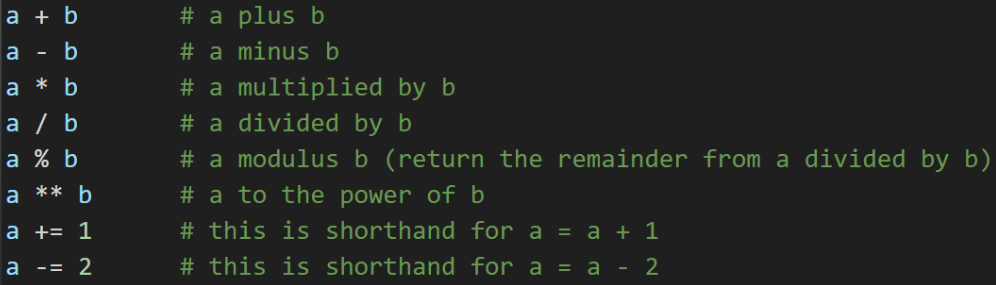 a + b       # a plus b
a - b       # a minus b
a * b       # a multiplied by b
a / b       # a divided by b
a % b       # a modulus b (return the remainder from a divided by b)
a ** b      # a to the power of b
a += 1      # this is shorthand for a = a + 1
a -= 2      # this is shorthand for a = a - 2